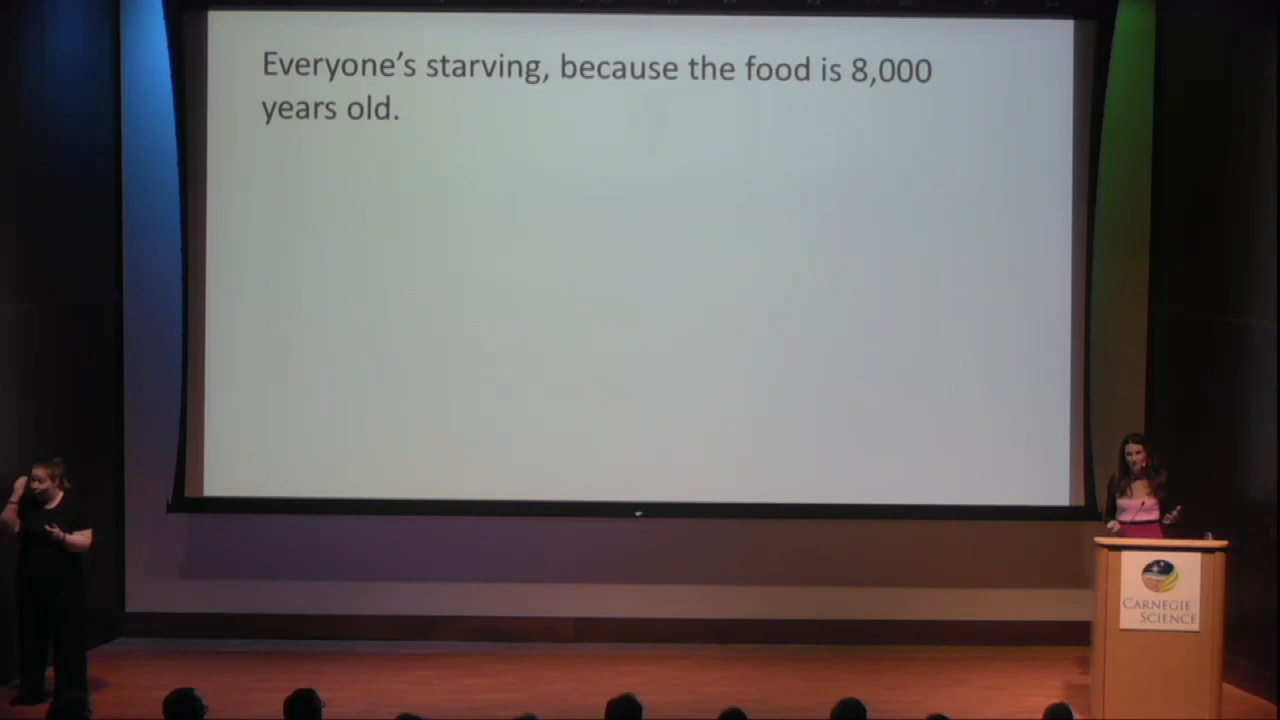 Everyone’s starving, because the food is 8,000
years old.
CARNEGIE
SCIENCE